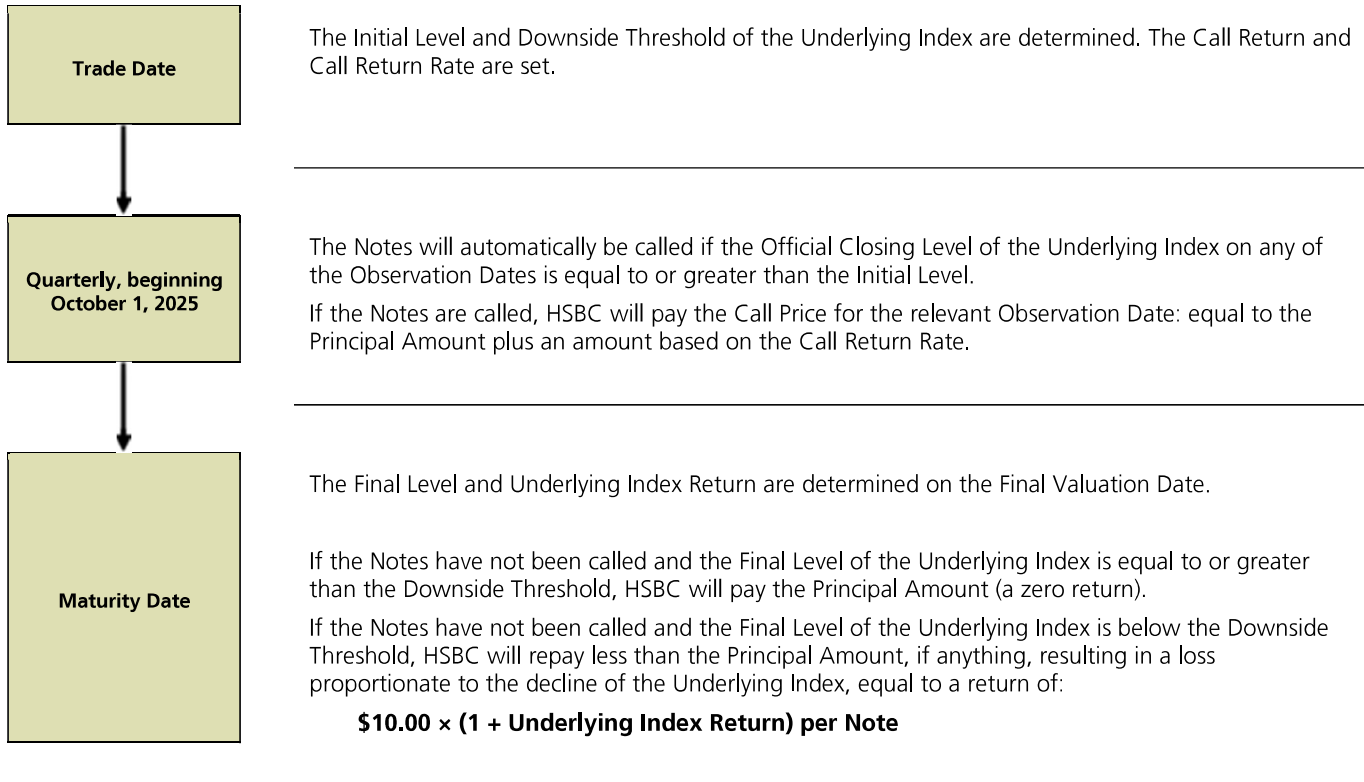 Trade Date
The Initial Level and Downside Threshold of the Underlying Index are determined. The Call Return and
Call Return Rate are set.
Quarterly, beginning
October 1, 2025
The Notes will automatically be called if the Official Closing Level of the Underlying Index on any of
the Observation Dates is equal to or greater than the Initial Level.
If the Notes are called, HSBC will pay the Call Price for the relevant Observation Date: equal to the
Principal Amount plus an amount based on the Call Return Rate.
Maturity Date
The Final Level and Underlying Index Return are determined on the Final Valuation Date.
If the Notes have not been called and the Final Level of the Underlying Index is equal to or greater
than the Downside Threshold, HSBC will pay the Principal Amount (a zero return).
If the Notes have not been called and the Final Level of the Underlying Index is below the Downside
Threshold, HSBC will repay less than the Principal Amount, if anything, resulting in a loss
proportionate to the decline of the Underlying Index, equal to a return of:
$10.00 × (1 + Underlying Index Return) per Note